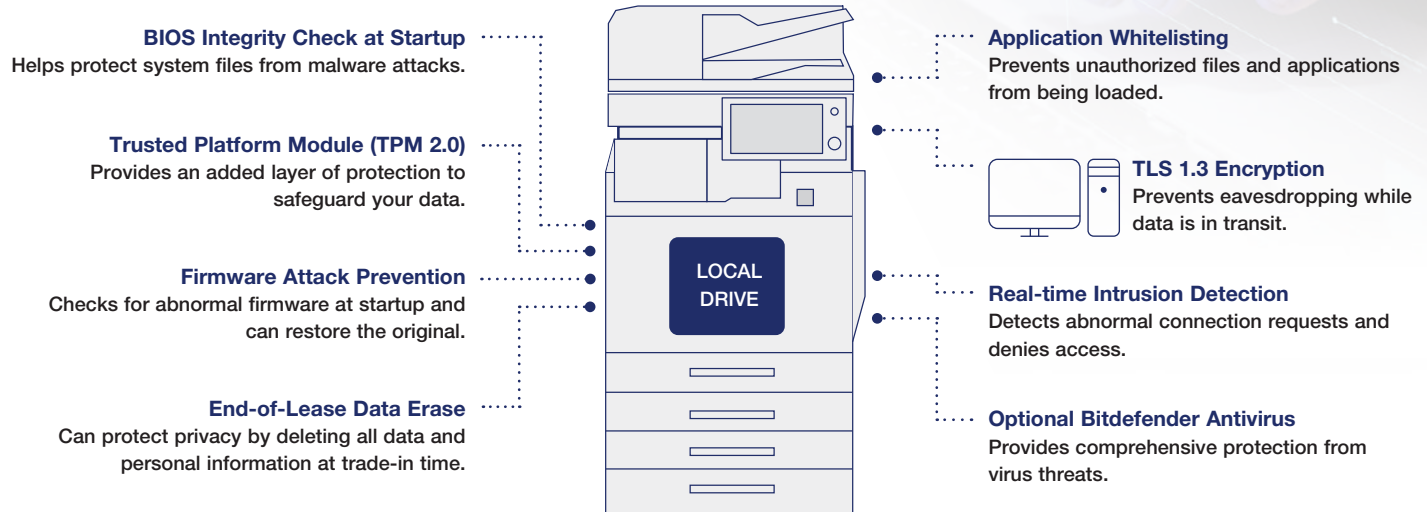 BIOS Integrity Check at Startup
Helps protect system files from malware attacks.
Trusted Platform Module (TPM 2.0)
Provides an added layer of protection to
safeguard your data.
Firmware Attack Prevention
Checks for abnormal firmware at startup and
can restore the original.
End-of-Lease Data Erase
Can protect privacy by deleting all data and
personal information at trade-in time.
LOCAL
DRIVE
Application Whitelisting
Prevents unauthorized files and applications
from being loaded.
TLS 1.3 Encryption
Prevents eavesdropping while
data is in transit.
Real-time Intrusion Detection
Detects abnormal connection requests and
denies access.
Optional Bitdefender Antivirus
Provides comprehensive protection from
virus threats.